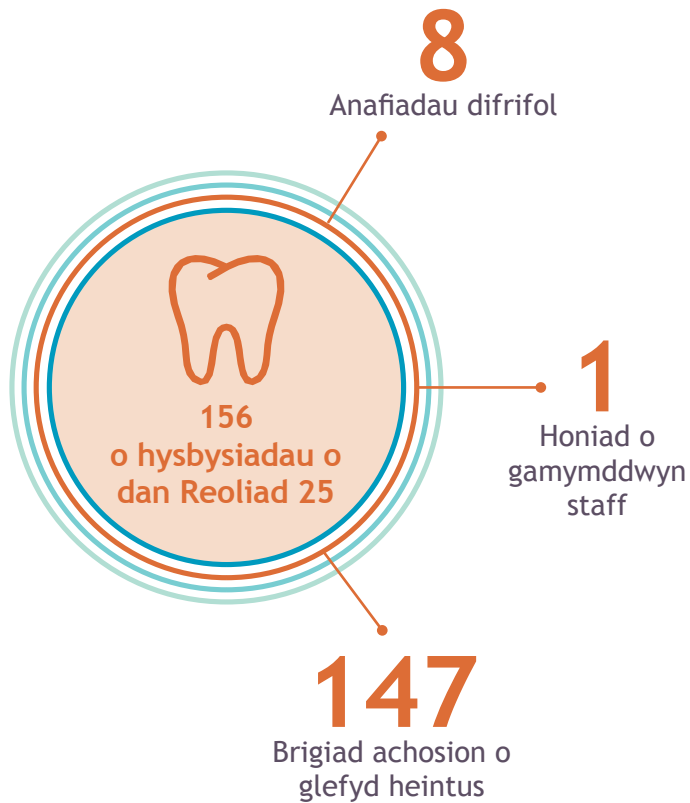 8
Anafiadau difrifol
156
o hysbysiadau o
dan Reoliad 25
1
Honiad o
gamymddwyn
staff
147
Brigiad achosion o
glefyd heintus